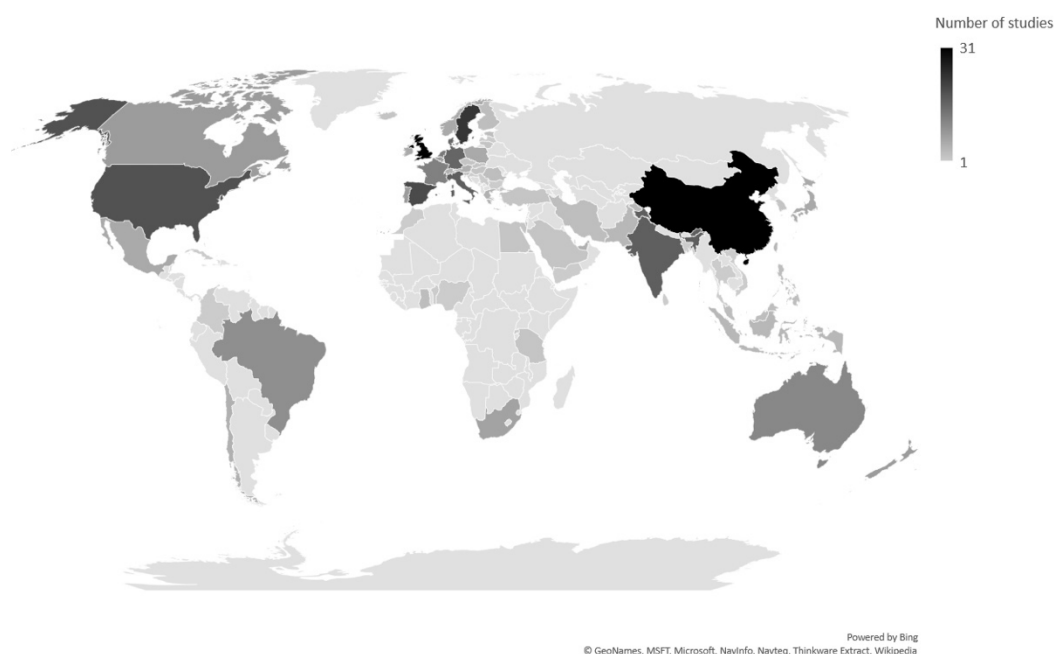 Number of studies
31
1
Powered by Bing
© GeoNames, MSFT, Microsoft, NavInfo, Navteq, Thinkware Extract, Wikipedia